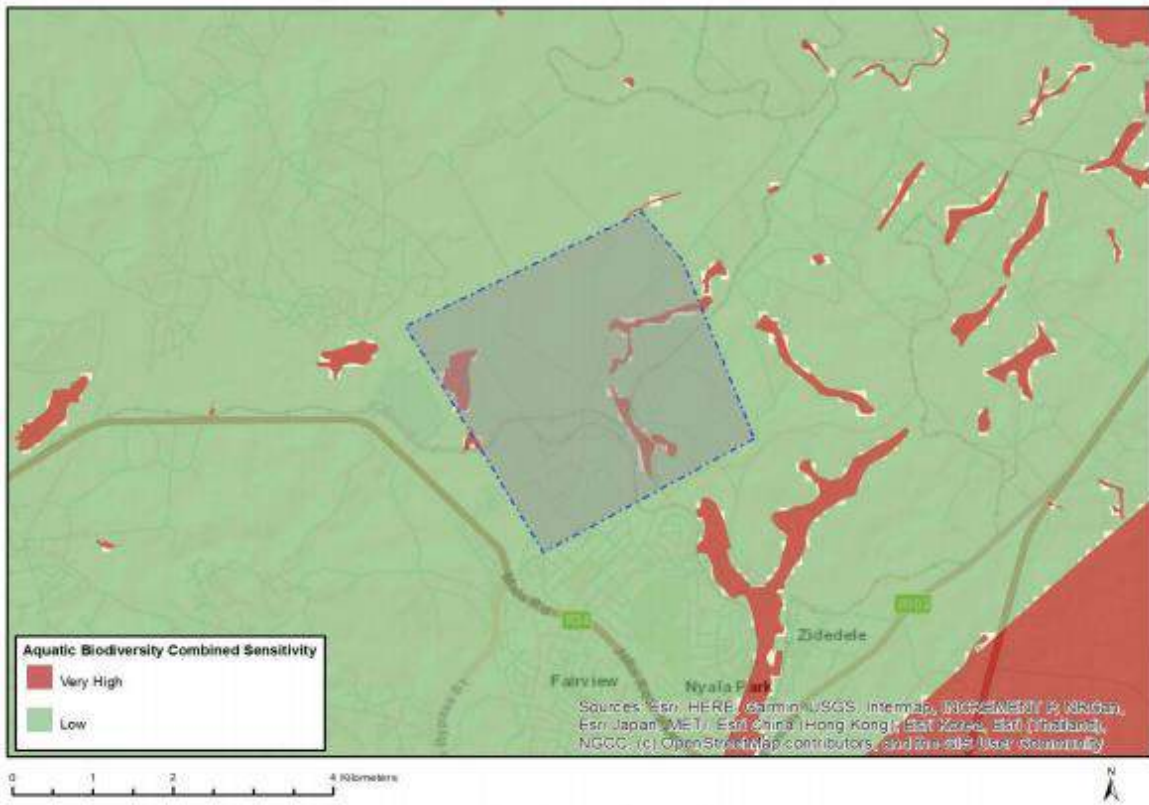 Zidedele
Fairview
Nyala Park
Aquatic Biodiversity Combined Sensitivity
Very High
Low
Sources: Esri, HERE, Garmin, USGS, Intermap, INCREMENT P, NRCan,
Esri Japan, METI, Esri China (Hong Kong), Esri Korea, Esri (Thailand),
NGCC, (c) OpenStreetMap contributors, and the GIS User Community
0 1 2 4 Kilometers
N